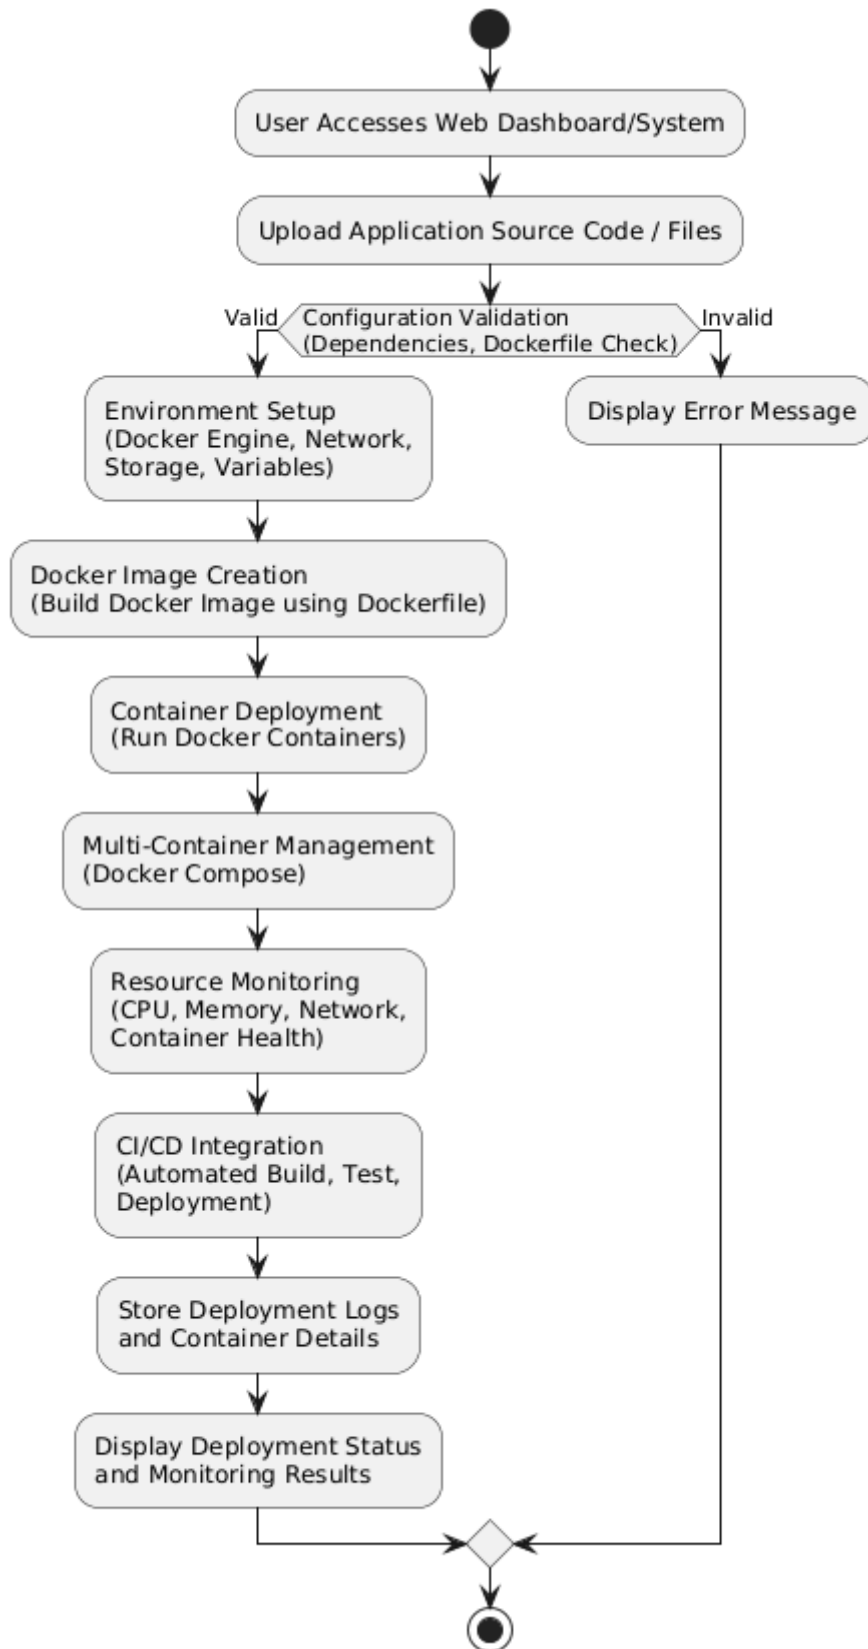 User Accesses Web Dashboard/System
Upload Application Source Code / Files
Valid
Configuration Validation
(Dependencies, Dockerfile Check)
Invalid
Environment Setup
(Docker Engine, Network,
Storage, Variables)
Display Error Message
Docker Image Creation
(Build Docker Image using Dockerfile)
Container Deployment
(Run Docker Containers)
Multi-Container Management
(Docker Compose)
Resource Monitoring
(CPU, Memory, Network,
Container Health)
CI/CD Integration
(Automated Build, Test,
Deployment)
Store Deployment Logs
and Container Details
Display Deployment Status
and Monitoring Results